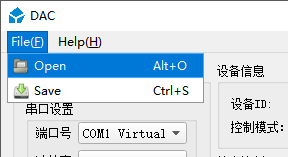 DAC
File(F) Help(H)
Open Alt+O
Save Ctrl+S
设备信息
串口设置
设备ID:
端口号 COM1 Virtual
控制模式: